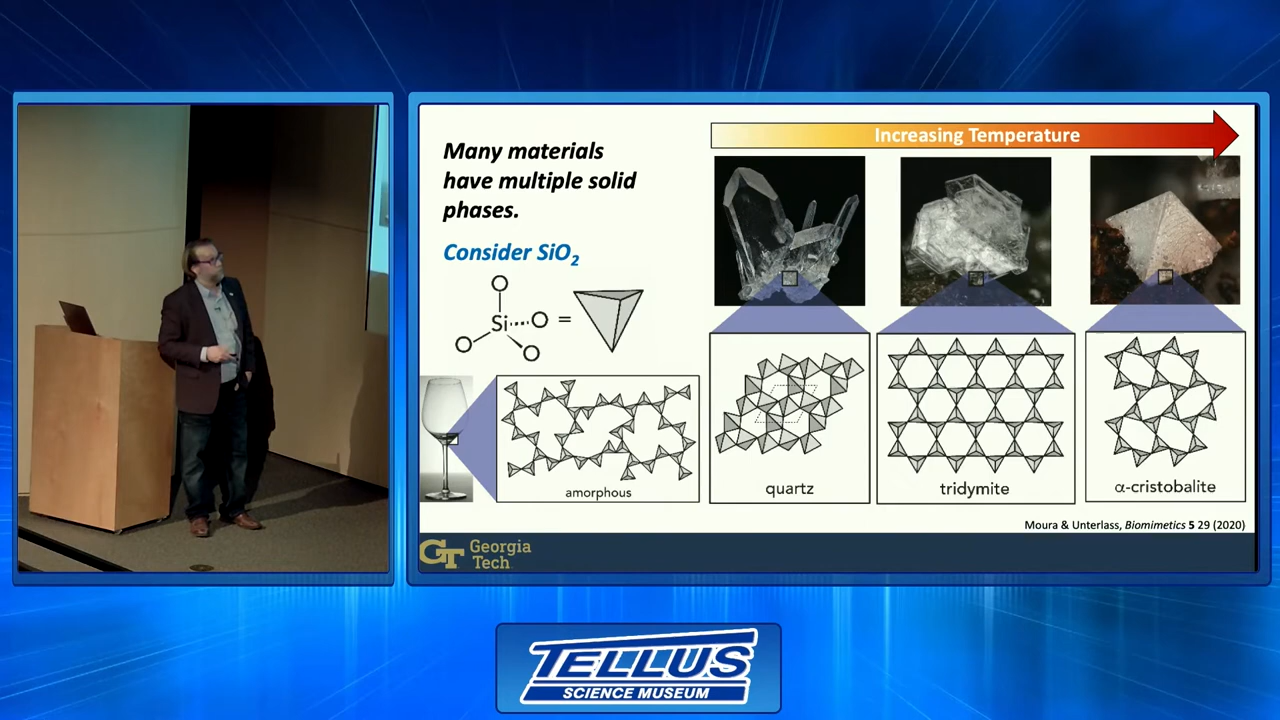 Many materials
have multiple solid
phases.
Consider SiO₂
Increasing Temperature
O
Si
O
=
O
O
amorphous
quartz
tridymite
α-cristobalite
Moura & Unterlass, Biomimetics 5 29 (2020)
GT Georgia
Tech
TELLUS
SCIENCE MUSEUM